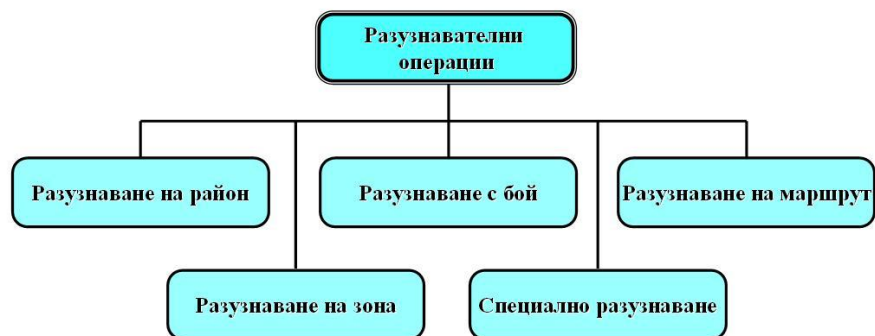 Разузнавателни
операции
Разузнаване на район
Разузнаване с бой
Разузнаване на маршрут
Разузнаване на зона
Специално разузнаване